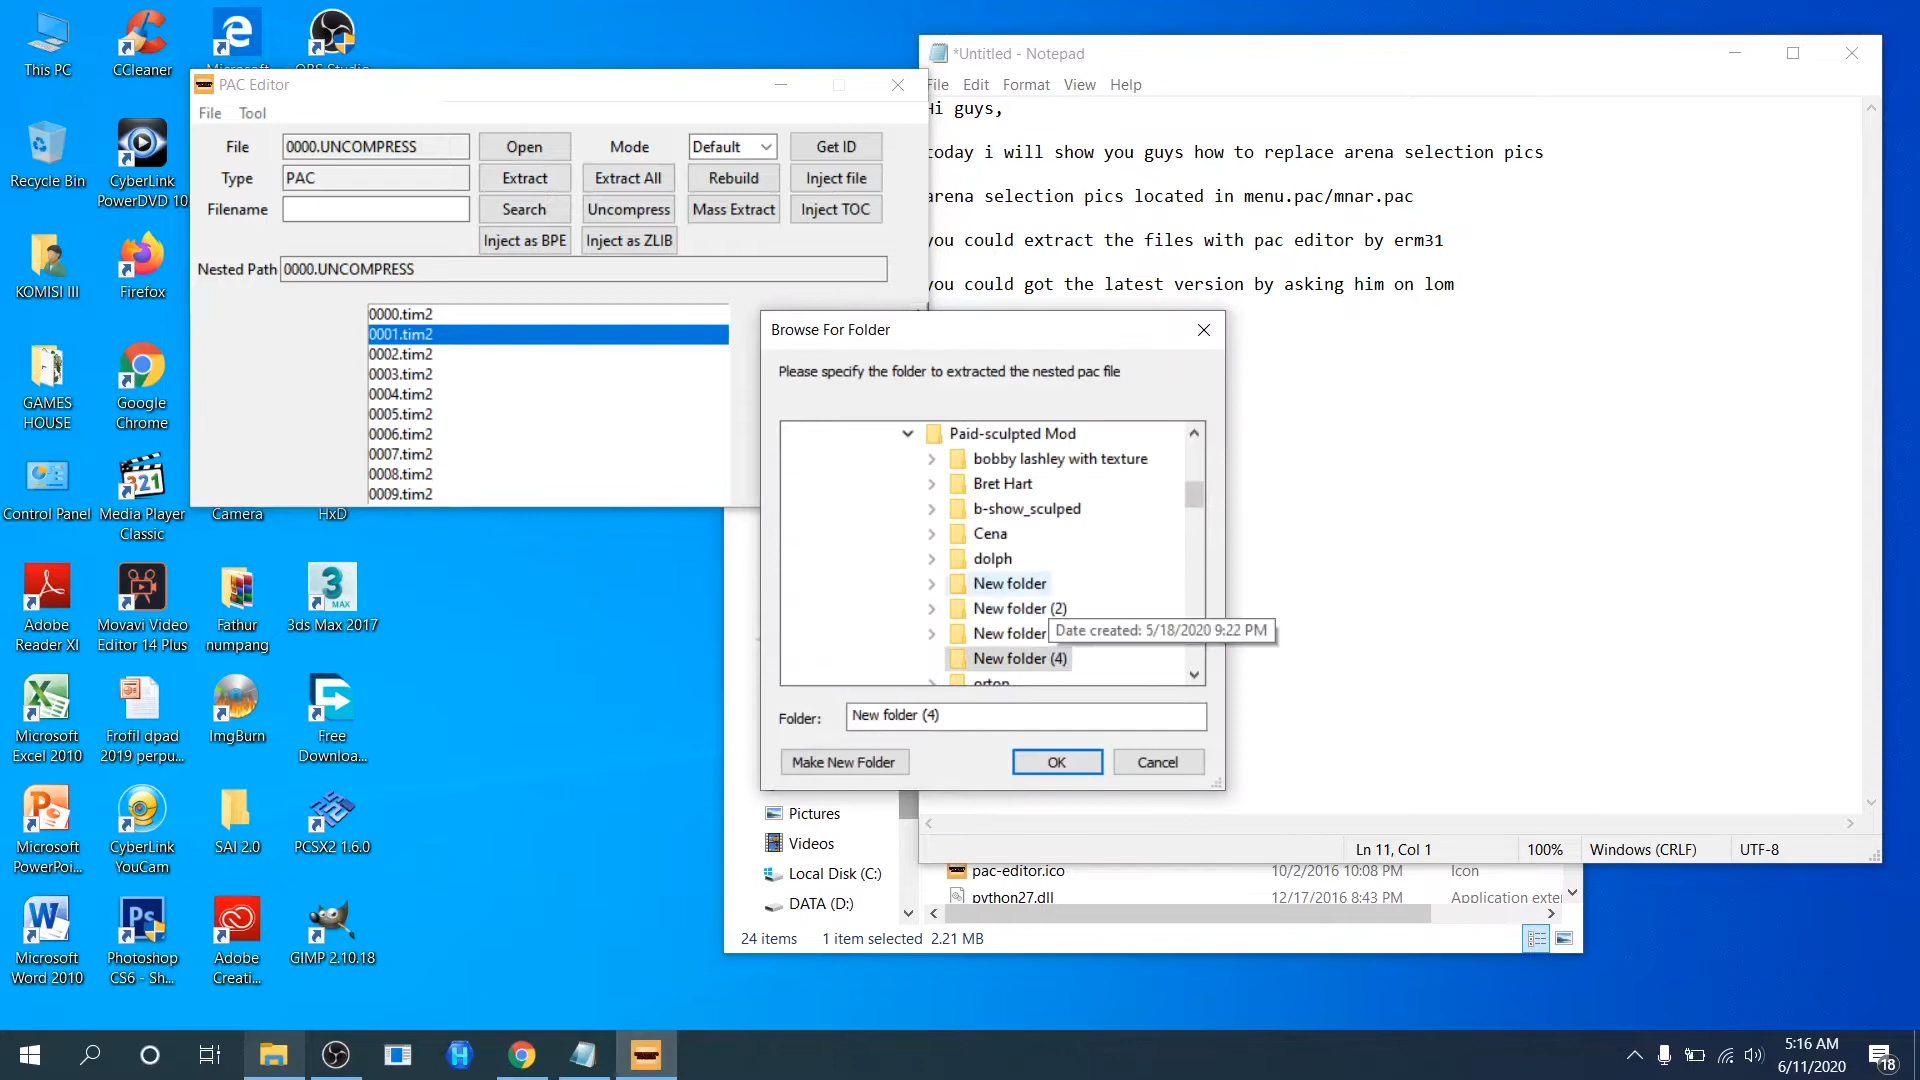 This PC
CCleaner
Microsoft
OBS Studio
Recycle Bin
CyberLink
PowerDVD 10
KOMISI III
Firefox
GAMES
HOUSE
Google
Chrome
Control Panel
Media Player
Classic
Camera
HxD
Adobe
Reader XI
Movavi Video
Editor 14 Plus
Fathur
numpang
3ds Max 2017
Microsoft
Excel 2010
Frofil dpad
2019 perpu...
ImgBurn
Free
Downloa...
Microsoft
PowerPoi...
CyberLink
YouCam
SAI 2.0
PCSX2 1.6.0
Microsoft
Word 2010
Photoshop
CS6 - Sh...
Adobe
Creati...
GIMP 2.10.18
PAC Editor
File Tool
File 0000.UNCOMPRESS Open Mode Default Get ID
Type PAC Extract Extract All Rebuild Inject file
Filename Search Uncompress Mass Extract Inject TOC
Inject as BPE Inject as ZLIB
Nested Path 0000.UNCOMPRESS
0000.tim2
0001.tim2
0002.tim2
0003.tim2
0004.tim2
0005.tim2
0006.tim2
0007.tim2
0008.tim2
0009.tim2
*Untitled - Notepad
File Edit Format View Help
Hi guys,
today i will show you guys how to replace arena selection pics
arena selection pics located in menu.pac/mnar.pac
you could extract the files with pac editor by erm31
you could got the latest version by asking him on lom
Ln 11, Col 1 100% Windows (CRLF) UTF-8
Browse For Folder
Please specify the folder to extracted the nested pac file
Paid-sculpted Mod
bobby lashley with texture
Bret Hart
b-show_sculped
Cena
dolph
New folder
New folder (2)
New folder
Date created: 5/18/2020 9:22 PM
New folder (4)
orton
Folder: New folder (4)
Make New Folder OK Cancel
Pictures
Videos
Local Disk (C:)
DATA (D:)
pac-editor.ico 10/2/2016 10:08 PM Icon
python27.dll 12/17/2016 8:43 PM Application exte
24 items 1 item selected 2.21 MB
5:16 AM
6/11/2020
18